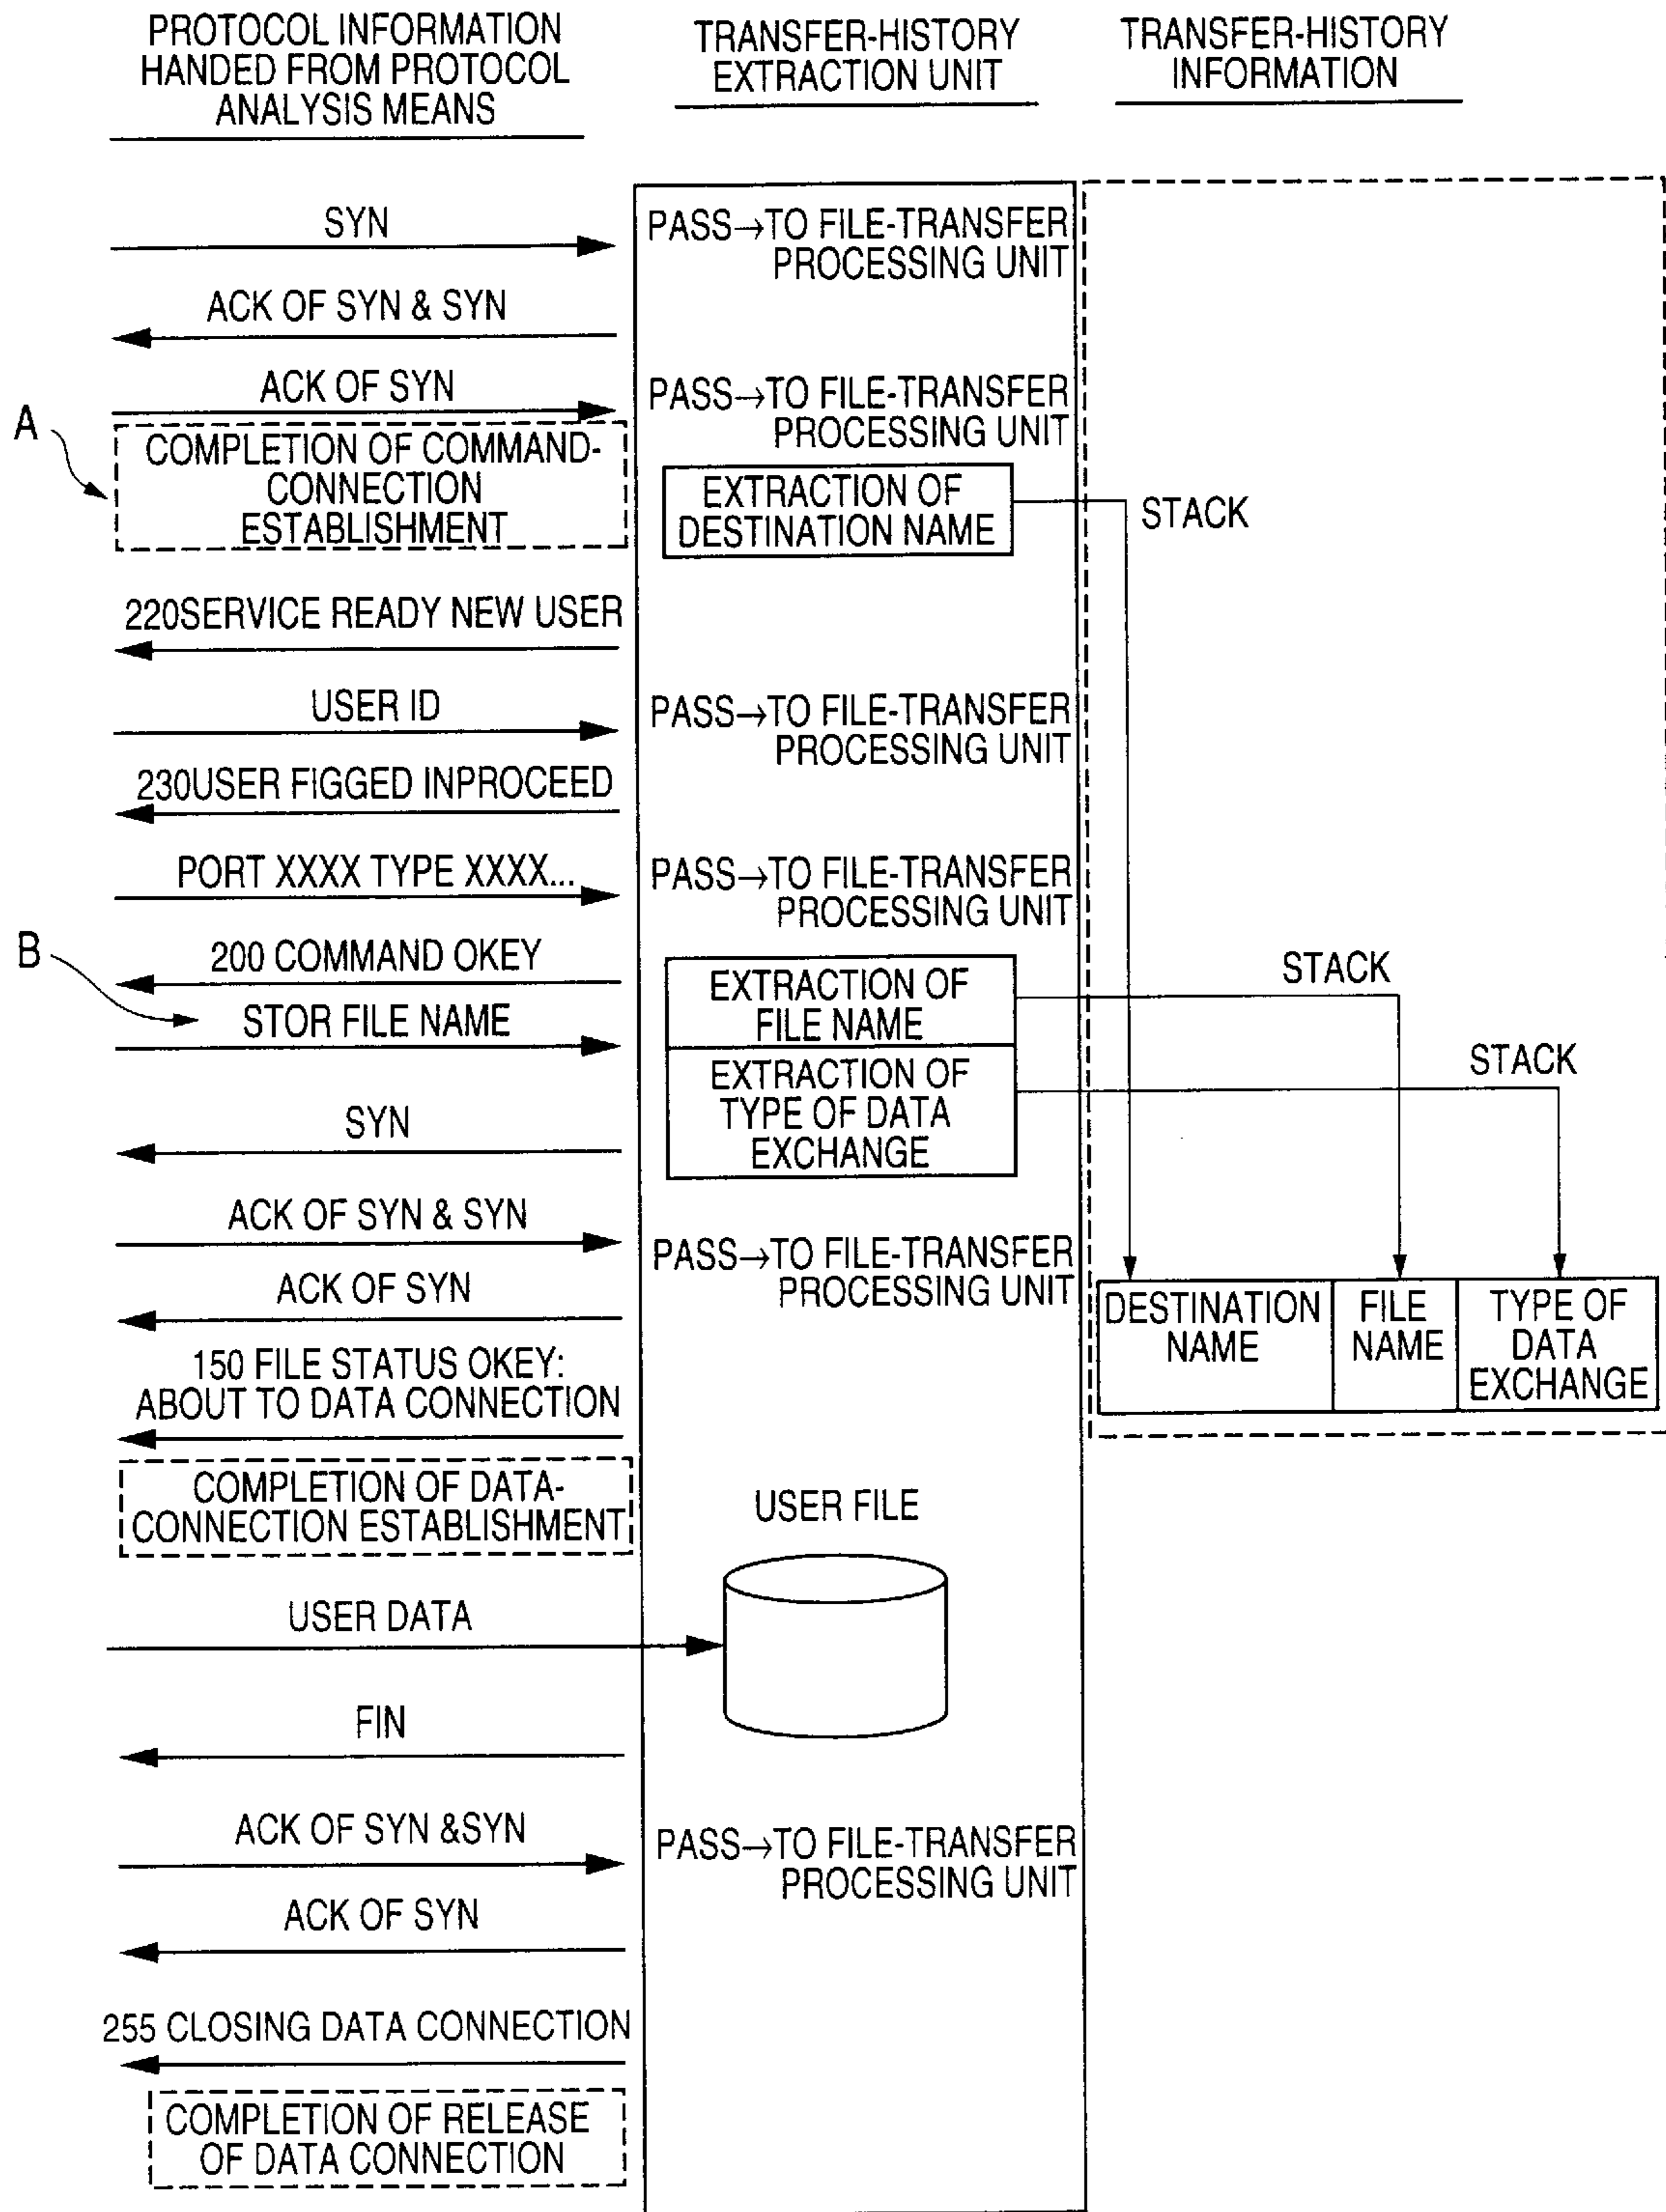 PROTOCOL INFORMATION
HANDED FROM PROTOCOL
ANALYSIS MEANS
TRANSFER-HISTORY
EXTRACTION UNIT
TRANSFER-HISTORY
INFORMATION
SYN
PASS→TO FILE-TRANSFER
PROCESSING UNIT
ACK OF SYN & SYN
ACK OF SYN
PASS→TO FILE-TRANSFER
PROCESSING UNIT
A
COMPLETION OF COMMAND-
CONNECTION
ESTABLISHMENT
EXTRACTION OF
DESTINATION NAME
STACK
220SERVICE READY NEW USER
USER ID
PASS→TO FILE-TRANSFER
PROCESSING UNIT
230USER FIGGED INPROCEED
PORT XXXX TYPE XXXX...
PASS→TO FILE-TRANSFER
PROCESSING UNIT
B
200 COMMAND OKEY
STOR FILE NAME
EXTRACTION OF
FILE NAME
STACK
EXTRACTION OF
TYPE OF DATA
EXCHANGE
STACK
SYN
ACK OF SYN & SYN
PASS→TO FILE-TRANSFER
PROCESSING UNIT
ACK OF SYN
DESTINATION
NAME
FILE
NAME
TYPE OF
DATA
EXCHANGE
150 FILE STATUS OKEY:
ABOUT TO DATA CONNECTION
COMPLETION OF DATA-
CONNECTION ESTABLISHMENT
USER FILE
USER DATA
FIN
ACK OF SYN &SYN
PASS→TO FILE-TRANSFER
PROCESSING UNIT
ACK OF SYN
255 CLOSING DATA CONNECTION
COMPLETION OF RELEASE
OF DATA CONNECTION